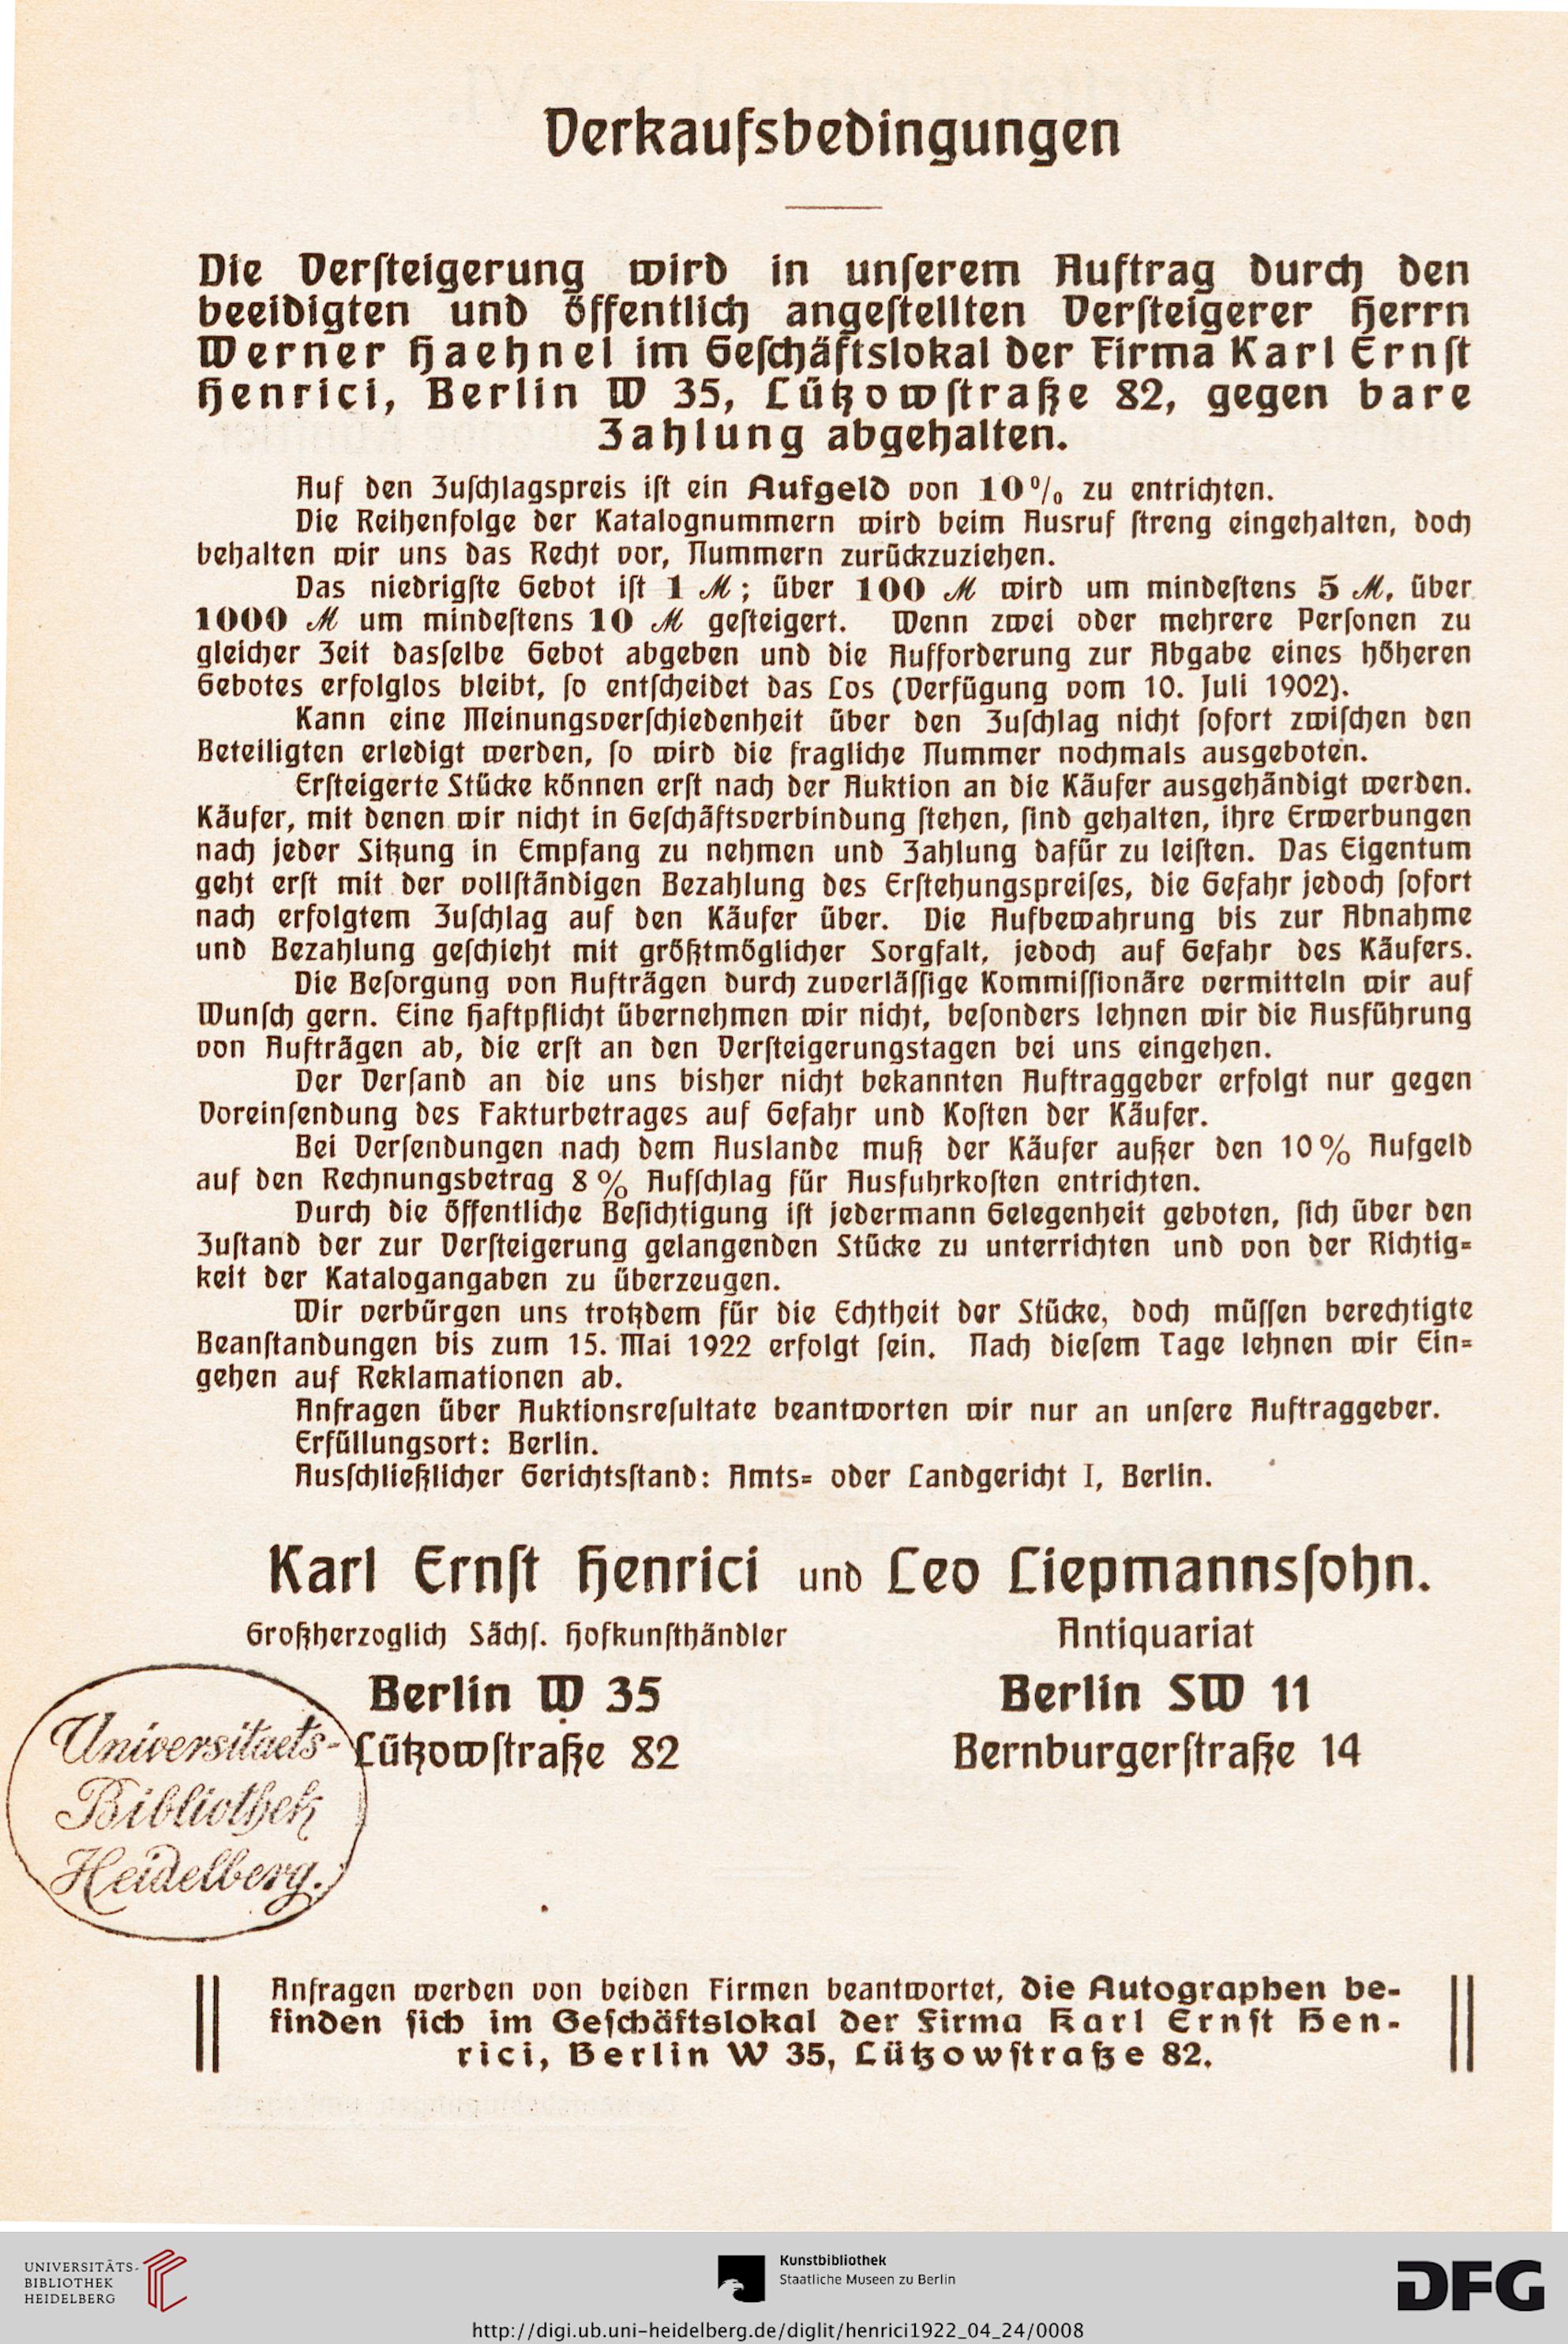 Verkaufsbedingungen
Die Verſteigerung wird in unſerem Auftrag durch den
beeidigten und öffentlich angeſtellten Verſteigerer Herrn
Werner Haehnel im Geſchäftslokal der Firma Karl Ernſt
Henrici, Berlin W 35, Lützowſtraße 82, gegen bare
Zahlung abgehalten.
Auf den Zuſchlagspreis iſt ein Aufgeld von 10% zu entrichten.
Die Reihenfolge der Katalognummern wird beim Ausruf ſtreng eingehalten, doch
behalten wir uns das Recht vor, Nummern zurückzuziehen.
Das niedrigſte Gebot iſt 1 ℳ; über 100 ℳ wird um mindeſtens 5 ℳ, über
1000 ℳ um mindeſtens 10 ℳ geſteigert. Wenn zwei oder mehrere Perſonen zu
gleicher Zeit dasſelbe Gebot abgeben und die Aufforderung zur Abgabe eines höheren
Gebotes erfolglos bleibt, ſo entſcheidet das Los (Verfügung vom 10. Juli 1902).
Kann eine Meinungsverſchiedenheit über den Zuſchlag nicht ſofort zwiſchen den
Beteiligten erledigt werden, ſo wird die fragliche Nummer nochmals ausgeboten.
Erſteigerte Stücke können erſt nach der Auktion an die Käufer ausgehändigt werden.
Käufer, mit denen wir nicht in Geſchäftsverbindung ſtehen, ſind gehalten, ihre Erwerbungen
nach jeder Sitzung in Empfang zu nehmen und Zahlung dafür zu leiſten. Das Eigentum
geht erſt mit der vollſtändigen Bezahlung des Erſtehungspreiſes, die Gefahr jedoch ſofort
nach erfolgtem Zuſchlag auf den Käufer über. Die Aufbewahrung bis zur Abnahme
und Bezahlung geſchieht mit größtmöglicher Sorgfalt, jedoch auf Gefahr des Käufers.
Die Beſorgung von Aufträgen durch zuverläſſige Kommiſſionäre vermitteln wir auf
Wunſch gern. Eine Haftpflicht übernehmen wir nicht, beſonders lehnen wir die Ausführung
von Aufträgen ab, die erſt an den Verſteigerungstagen bei uns eingehen.
Der Verſand an die uns bisher nicht bekannten Auftraggeber erfolgt nur gegen
Voreinſendung des Fakturbetrages auf Gefahr und Koſten der Käufer.
Bei Verſendungen nach dem Auslande muß der Käufer außer den 10% Aufgeld
auf den Rechnungsbetrag 8% Aufſchlag für Ausfuhrkoſten entrichten.
Durch die öffentliche Beſichtigung iſt jedermann Gelegenheit geboten, ſich über den
Zuſtand der zur Verſteigerung gelangenden Stücke zu unterrichten und von der Richtig=
keit der Katalogangaben zu überzeugen.
Wir verbürgen uns trotzdem für die Echtheit der Stücke, doch müſſen berechtigte
Beanſtandungen bis zum 15. Mai 1922 erfolgt ſein. Nach dieſem Tage lehnen wir Ein=
gehen auf Reklamationen ab.
Anfragen über Auktionsreſultate beantworten wir nur an unſere Auftraggeber.
Erfüllungsort: Berlin.
Ausſchließlicher Gerichtsſtand: Amts= oder Landgericht I, Berlin.
Karl Ernſt Henrici und Leo Liepmannsſohn.
Großherzoglich Sächſ. Hofkunſthändler Antiquariat
Berlin W 35 Berlin SW 11
Lützowſtraße 82 Bernburgerſtraße 14
Universitaets-
Bibliothek
Heidelberg.
Anfragen werden von beiden Firmen beantwortet, die Autographen be-
finden ſich im Geſchäftslokal der Firma Karl Ernſt Hen-
rici, Berlin W 35, Lützowſtraße 82.
UNIVERSITÄTS-
BIBLIOTHEK
HEIDELBERG
Kunstbibliothek
Staatliche Museen zu Berlin
DFG
http://digi.ub.uni-heidelberg.de/diglit/henrici1922_04_24/0008